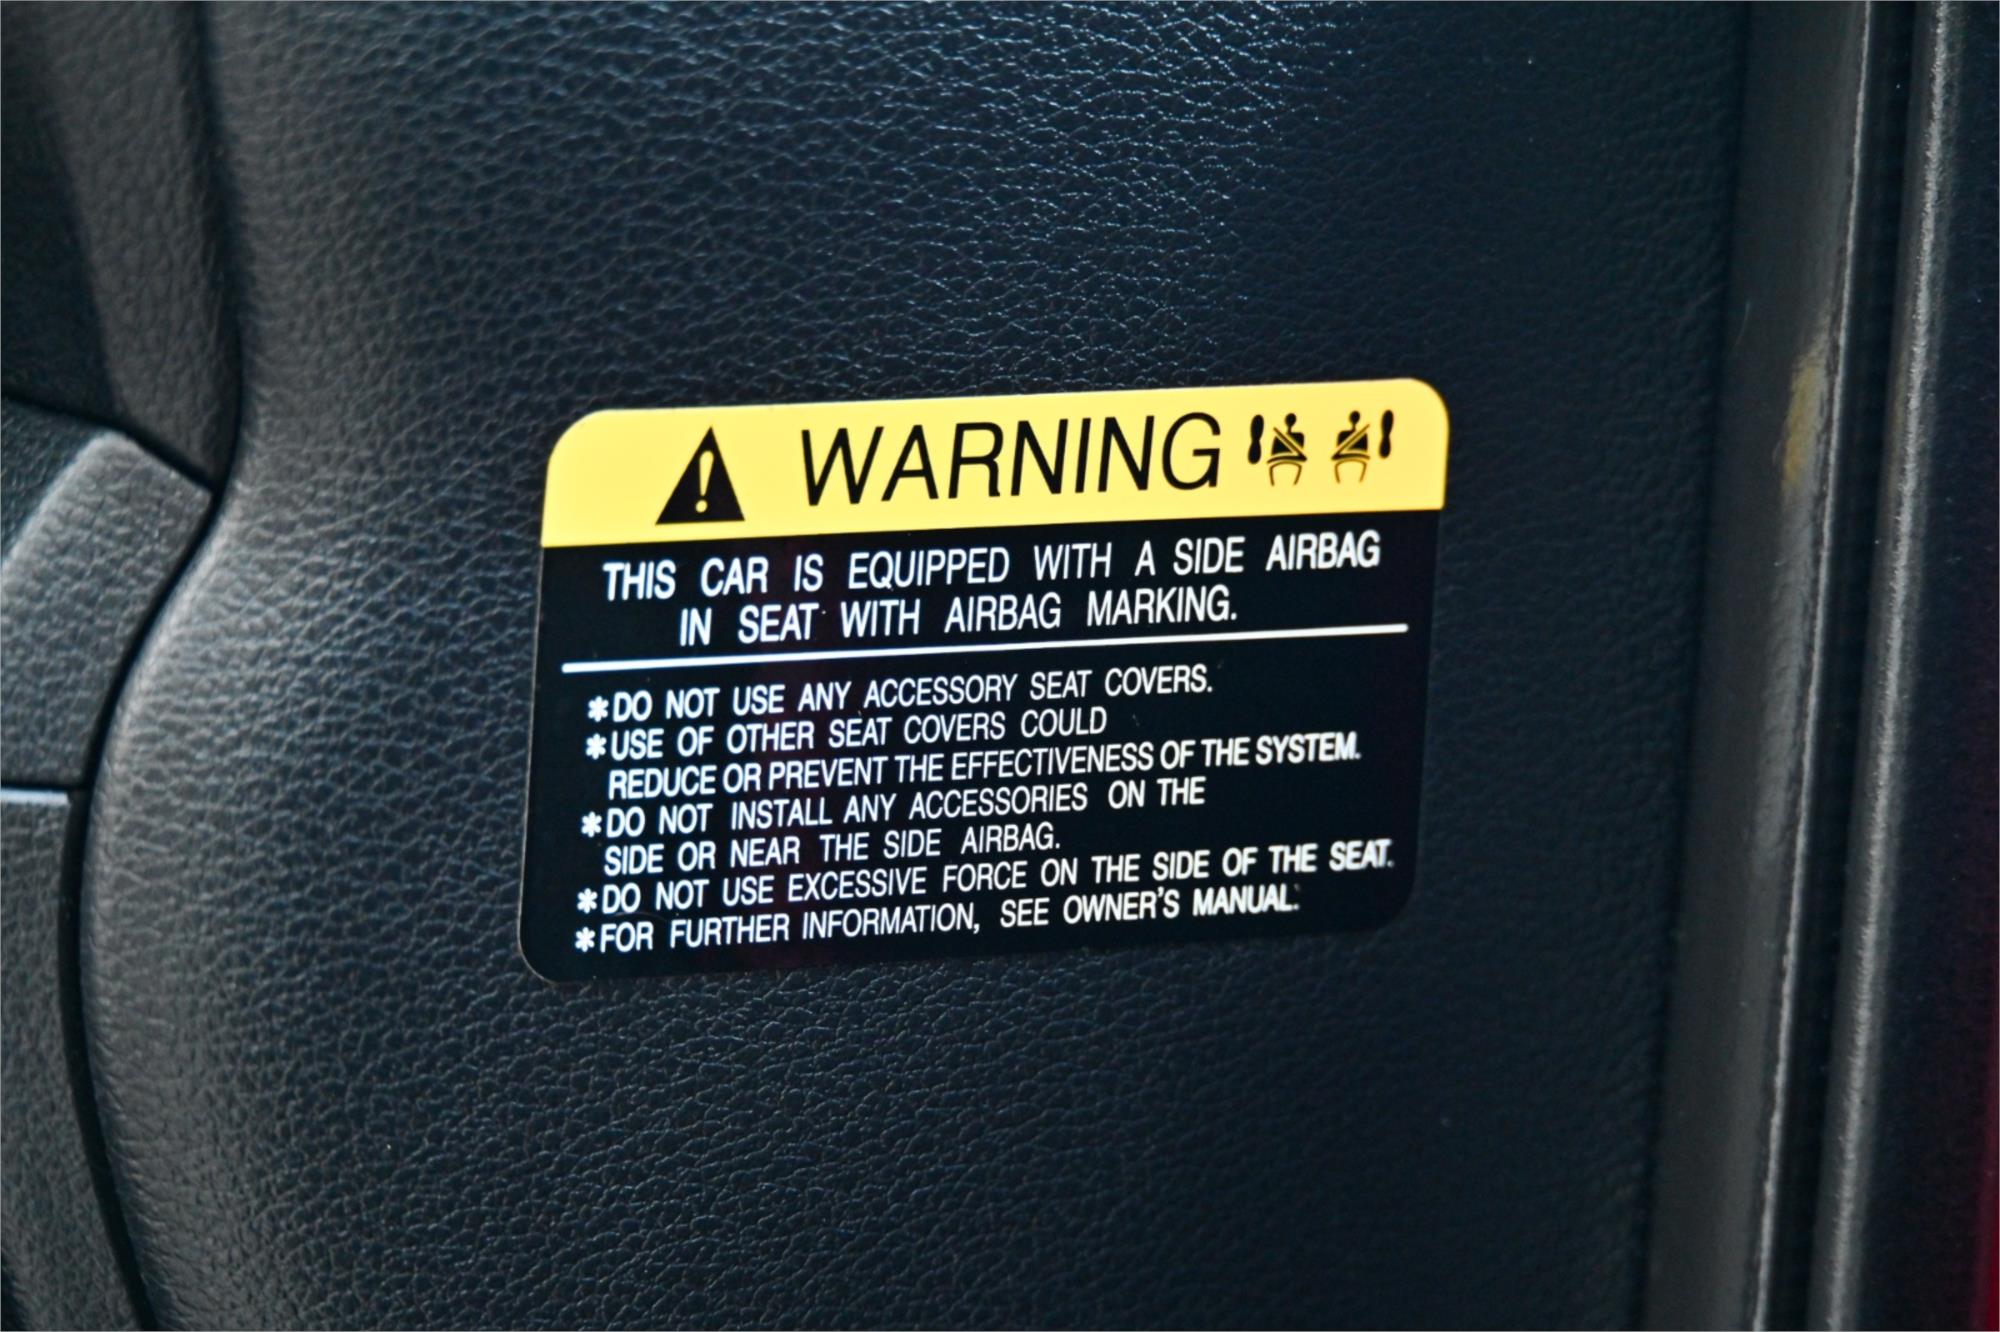 WARNING
THIS CAR IS EQUIPPED WITH A SIDE AIRBAG
IN SEAT WITH AIRBAG MARKING.
*DO NOT USE ANY ACCESSORY SEAT COVERS.
*USE OF OTHER SEAT COVERS COULD
REDUCE OR PREVENT THE EFFECTIVENESS OF THE SYSTEM.
*DO NOT INSTALL ANY ACCESSORIES ON THE
SIDE OR NEAR THE SIDE AIRBAG.
*DO NOT USE EXCESSIVE FORCE ON THE SIDE OF THE SEAT.
*FOR FURTHER INFORMATION, SEE OWNER'S MANUAL.